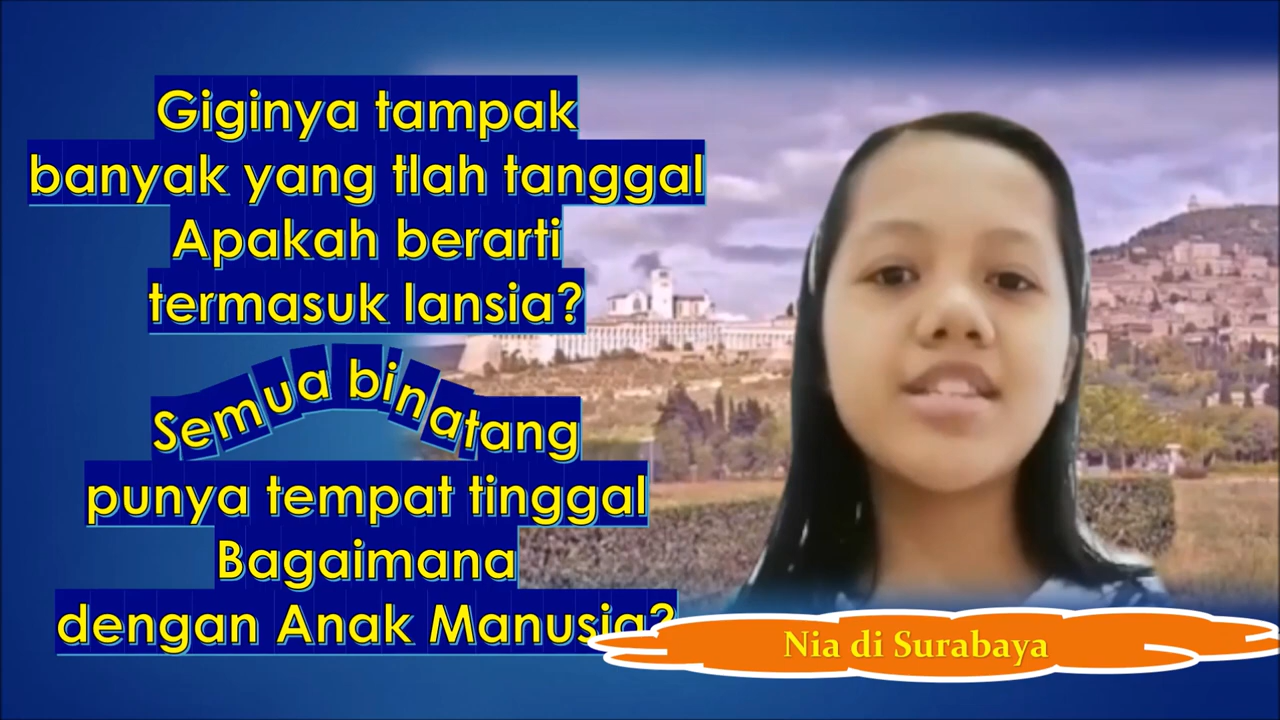 Giginya tampak
banyak yang tlah tanggal
Apakah berarti
termasuk lansia?
Semua binatang
punya tempat tinggal
Bagaimana
dengan Anak Manusia?
Nia di Surabaya